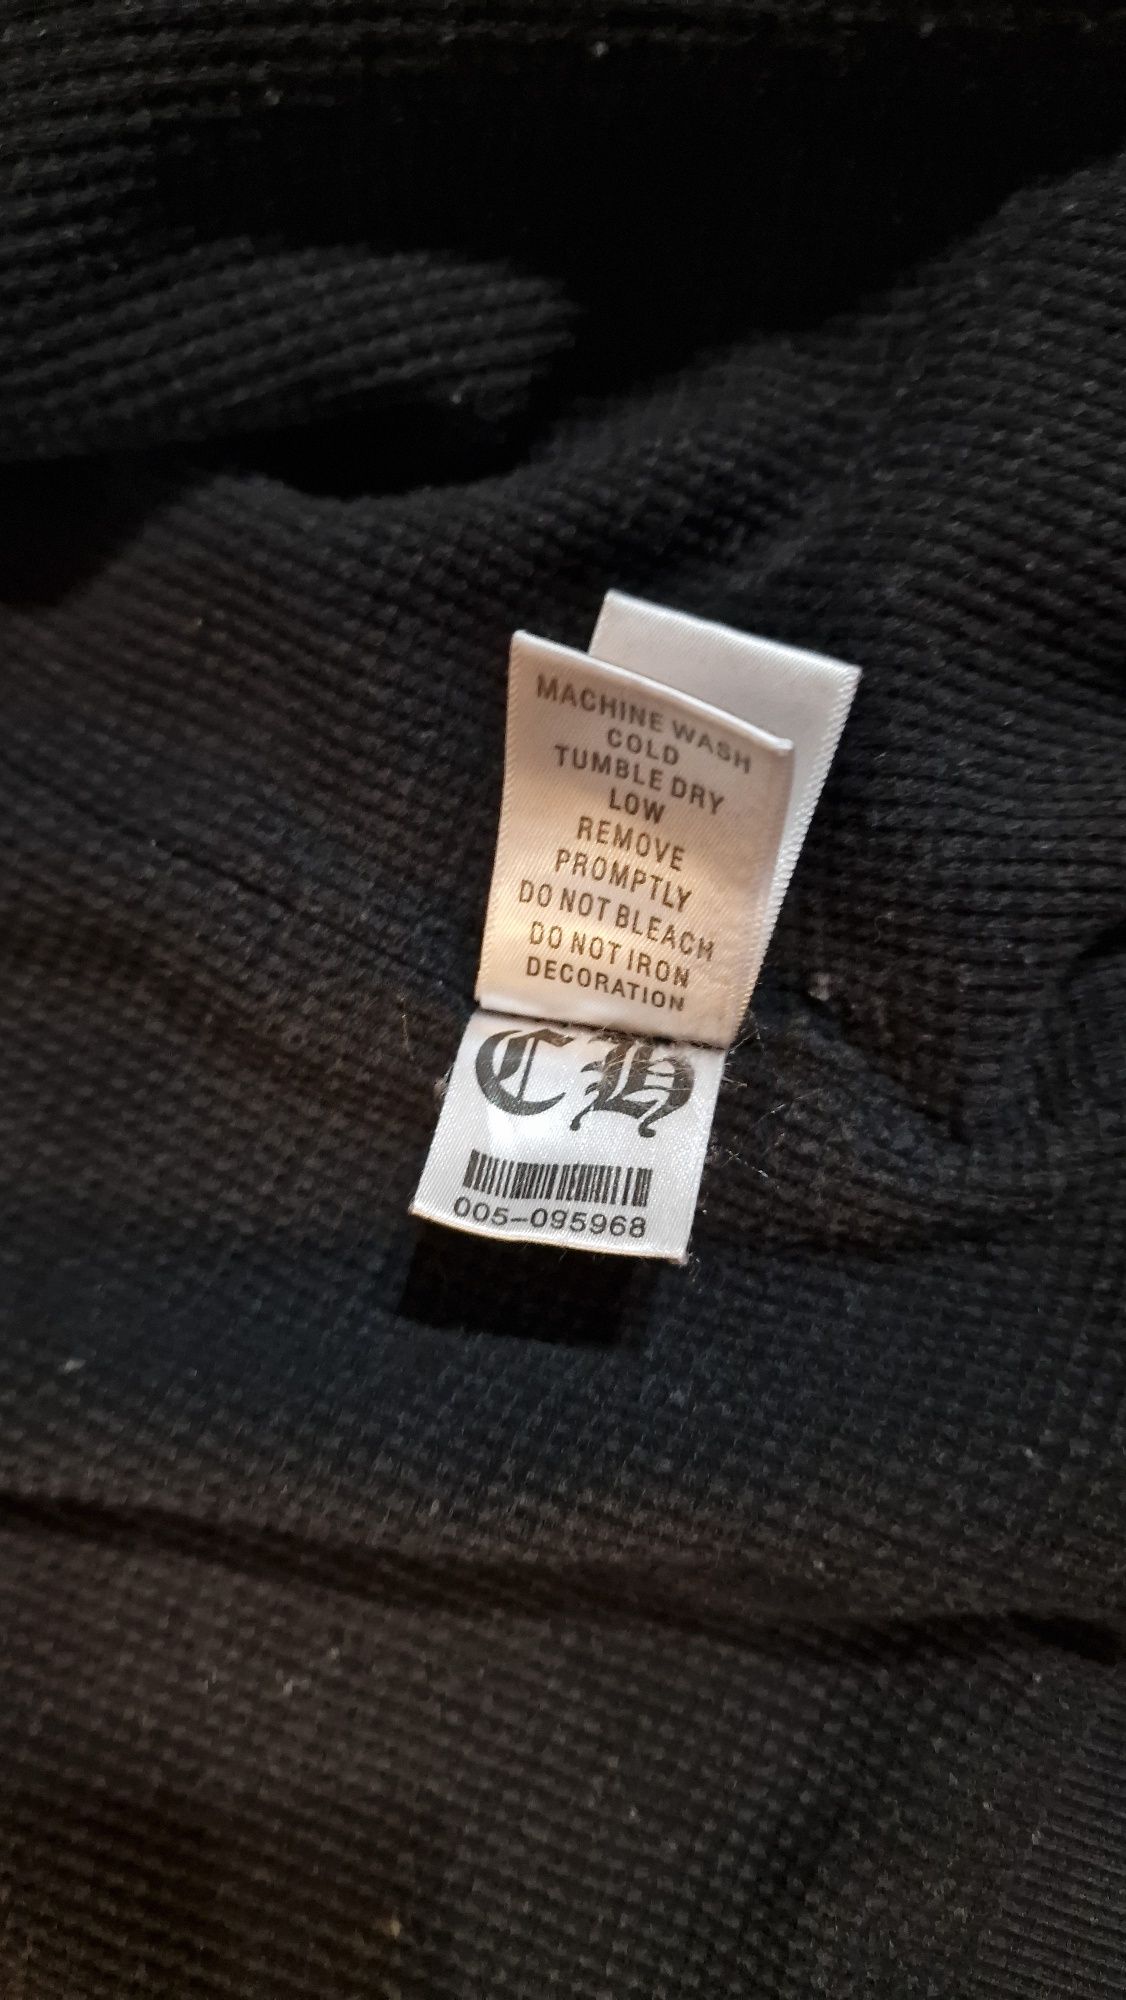 MACHINE WASH
COLD
TUMBLE DRY
LOW
REMOVE
PROMPTLY
DO NOT BLEACH
DO NOT IRON
DECORATION
CH
005-095968